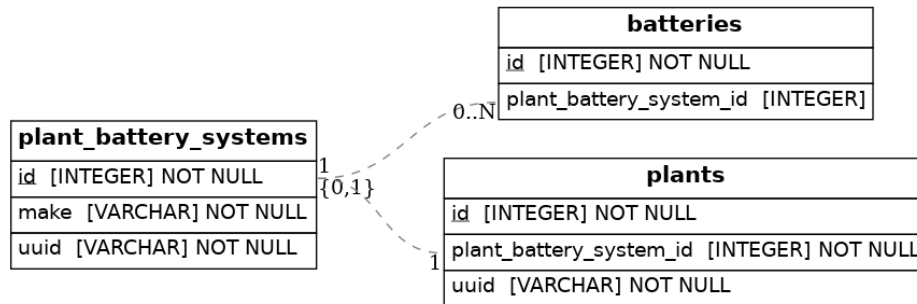 batteries
id [INTEGER] NOT NULL
plant_battery_system_id [INTEGER]
0..N
plant_battery_systems
id [INTEGER] NOT NULL
make [VARCHAR] NOT NULL
uuid [VARCHAR] NOT NULL
1
{0,1}
plants
id [INTEGER] NOT NULL
plant_battery_system_id [INTEGER] NOT NULL
1
uuid [VARCHAR] NOT NULL